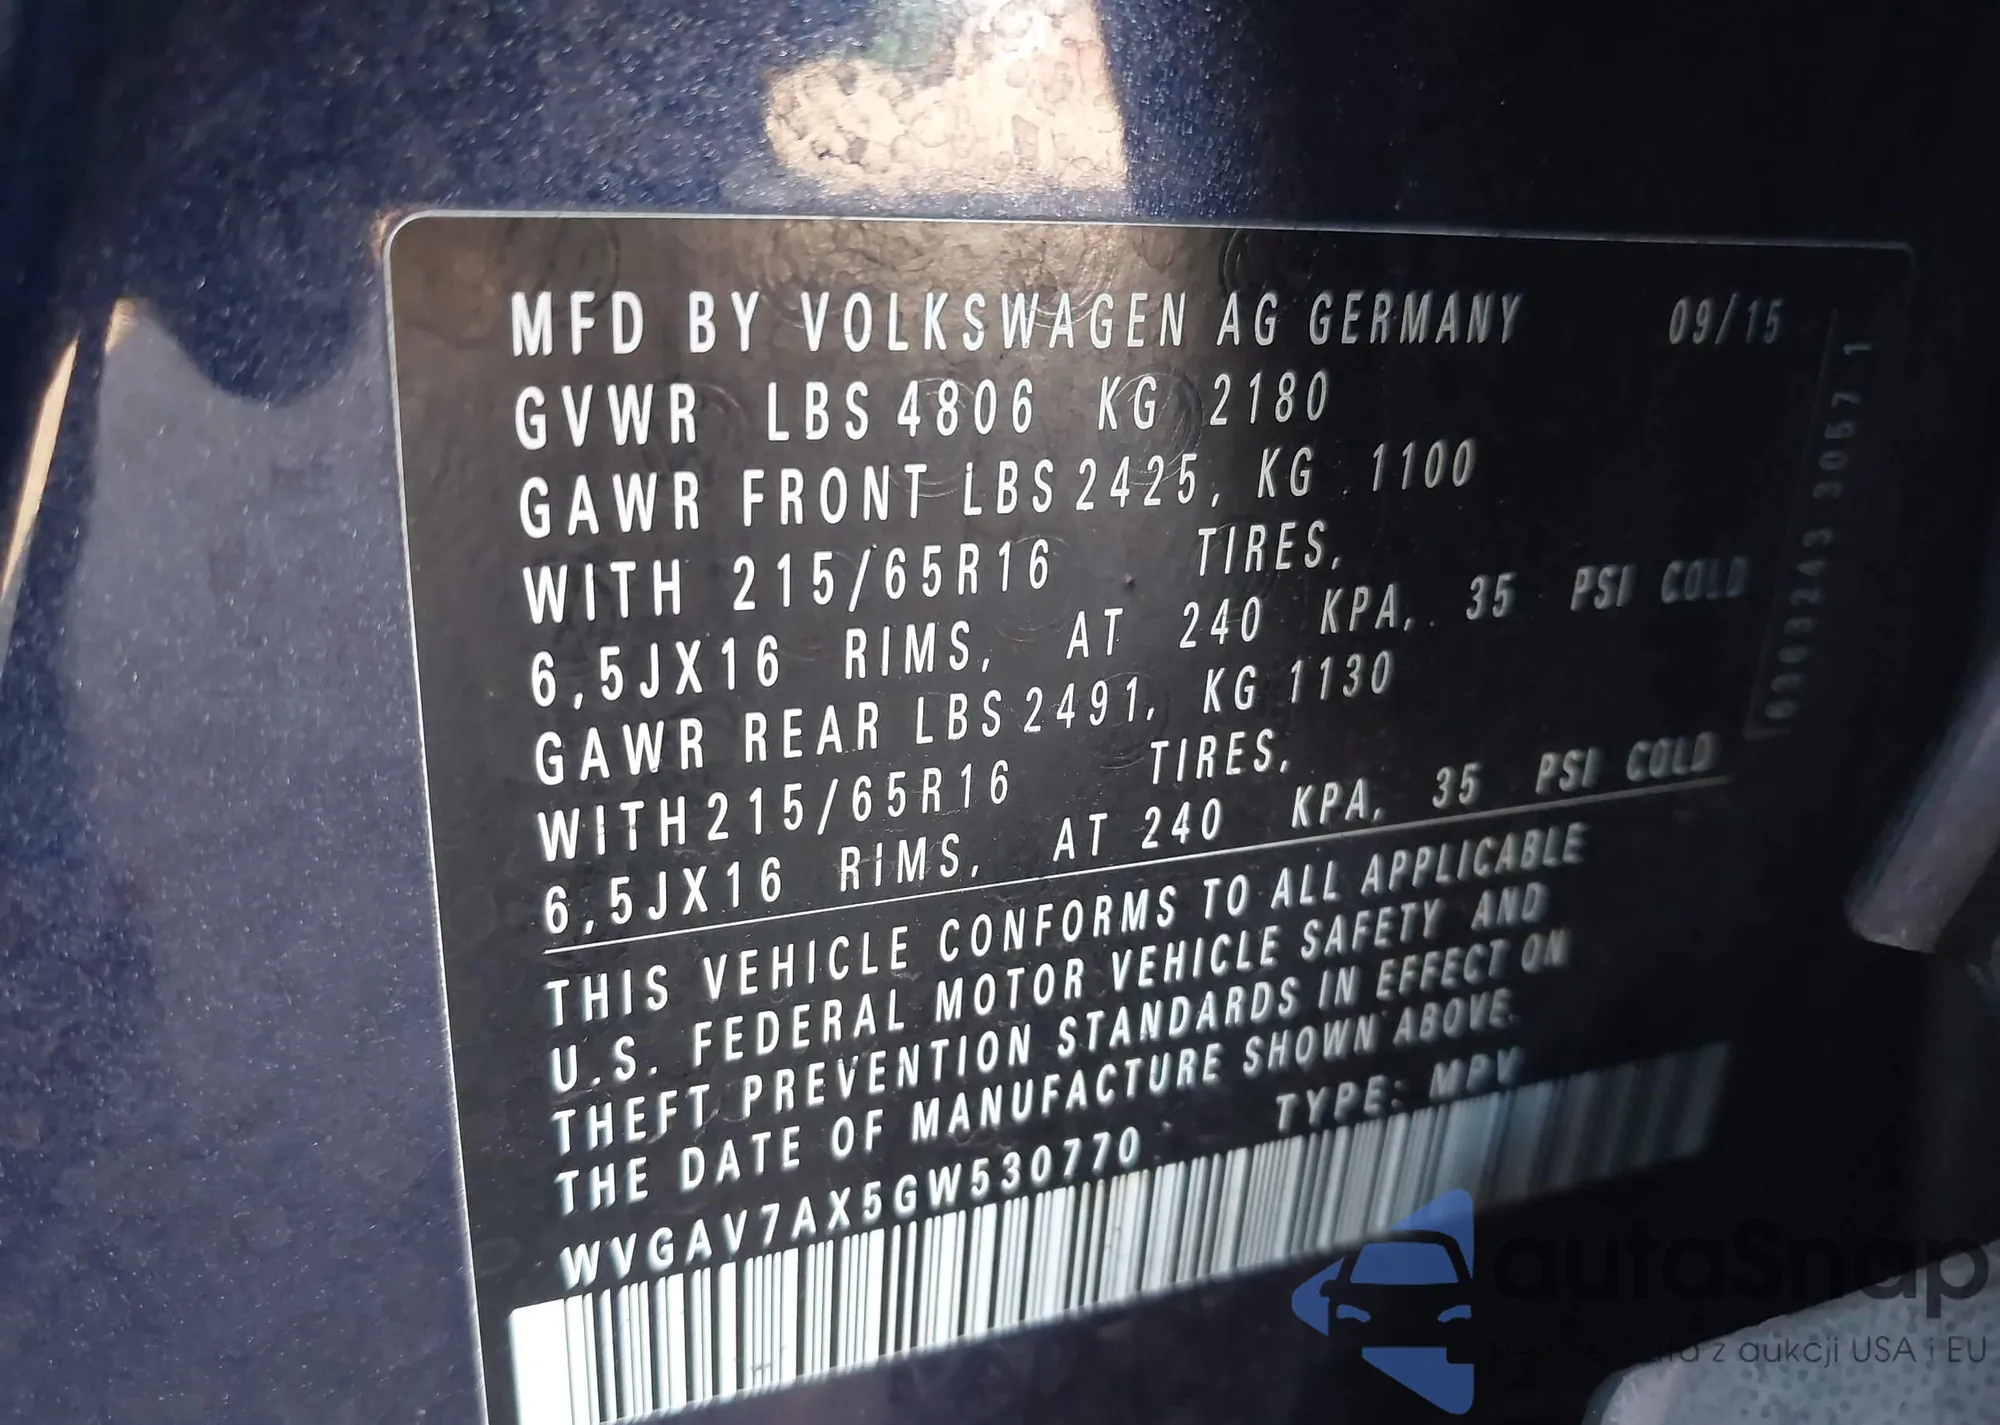 MFD BY VOLKSWAGEN AG GERMANY 09/15
GVWR LBS 4806 KG 2180
GAWR FRONT LBS 2425, KG 1100
WITH 215/65R16 TIRES,
6,5JX16 RIMS, AT 240 KPA, 35 PSI COLD
GAWR REAR LBS 2491, KG 1130
WITH 215/65R16 TIRES,
6,5JX16 RIMS, AT 240 KPA, 35 PSI COLD
THIS VEHICLE CONFORMS TO ALL APPLICABLE
U.S. FEDERAL MOTOR VEHICLE SAFETY AND
THEFT PREVENTION STANDARDS IN EFFECT ON
THE DATE OF MANUFACTURE SHOWN ABOVE.
WVGAV7AX5GW530770 TYPE: MPV
autoSnap
z aukcji USA i EU